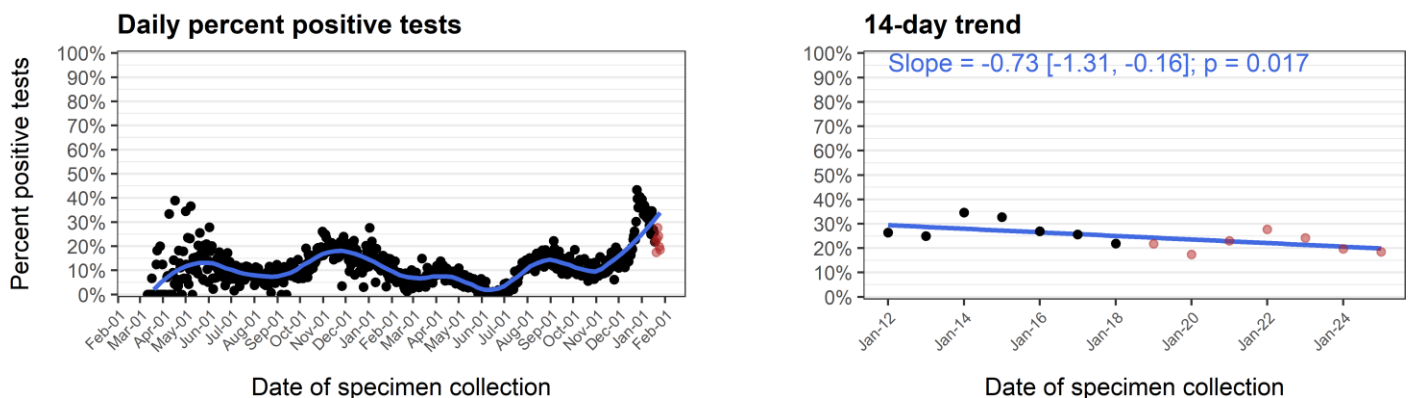 Daily percent positive tests
Percent positive tests
100%
90%
80%
70%
60%
50%
40%
30%
20%
10%
0%
Feb-01
Mar-01
Apr-01
May-01
Jun-01
Jul-01
Aug-01
Sep-01
Oct-01
Nov-01
Dec-01
Jan-01
Feb-01
Mar-01
Apr-01
May-01
Jun-01
Jul-01
Aug-01
Sep-01
Oct-01
Nov-01
Dec-01
Jan-01
Feb-01
Date of specimen collection
14-day trend
Slope = -0.73 [-1.31, -0.16]; p = 0.017
100%
90%
80%
70%
60%
50%
40%
30%
20%
10%
0%
Jan-12
Jan-14
Jan-16
Jan-18
Jan-20
Jan-22
Jan-24
Date of specimen collection